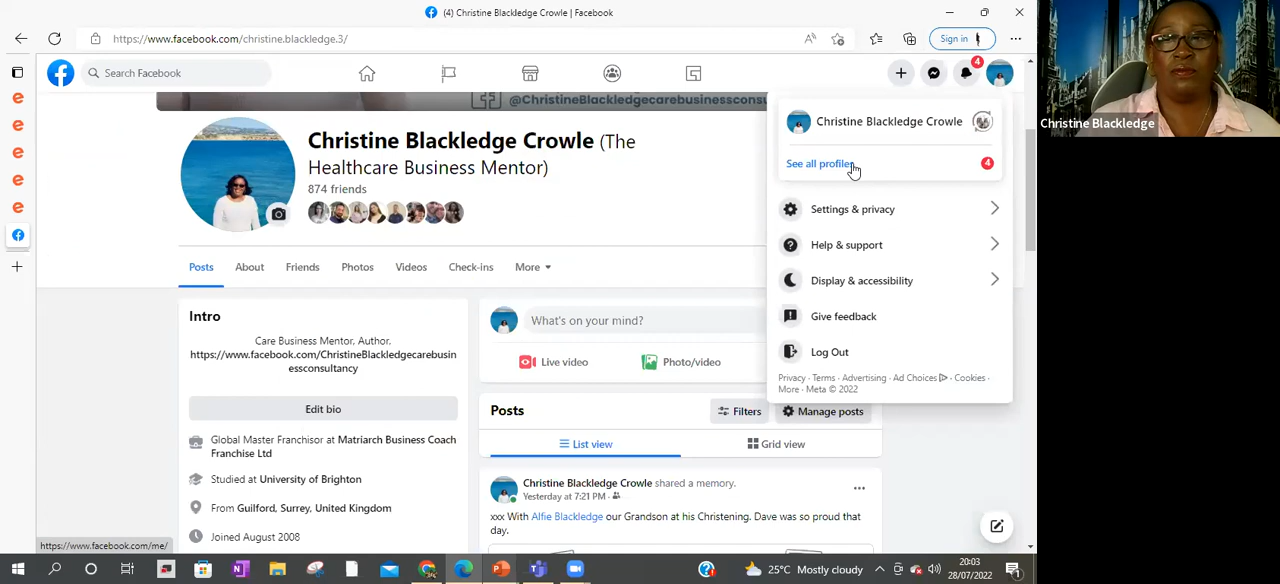 (4) Christine Blackledge Crowle | Facebook
https://www.facebook.com/christine.blackledge.3/
Sign in
Search Facebook
4
@ChristineBlackledgecarebusinessconsu
Christine Blackledge Crowle (The
Healthcare Business Mentor)
874 friends
Posts About Friends Photos Videos Check-ins More
Intro
Care Business Mentor, Author.
https://www.facebook.com/ChristineBlackledgecarebusin
essconsultancy
Edit bio
Global Master Franchisor at Matriarch Business Coach
Franchise Ltd
Studied at University of Brighton
From Guilford, Surrey, United Kingdom
Joined August 2008
What's on your mind?
Live video Photo/video
Posts Filters Manage posts
List view Grid view
Christine Blackledge Crowle shared a memory.
Yesterday at 7:21 PM ·
xxx With Alfie Blackledge our Grandson at his Christening. Dave was so proud that
day.
Christine Blackledge Crowle
See all profiles 4
Settings & privacy
Help & support
Display & accessibility
Give feedback
Log Out
Privacy · Terms · Advertising · Ad Choices · Cookies ·
More · Meta © 2022
Christine Blackledge
https://www.facebook.com/me/
25°C Mostly cloudy
20:03
28/07/2022
1